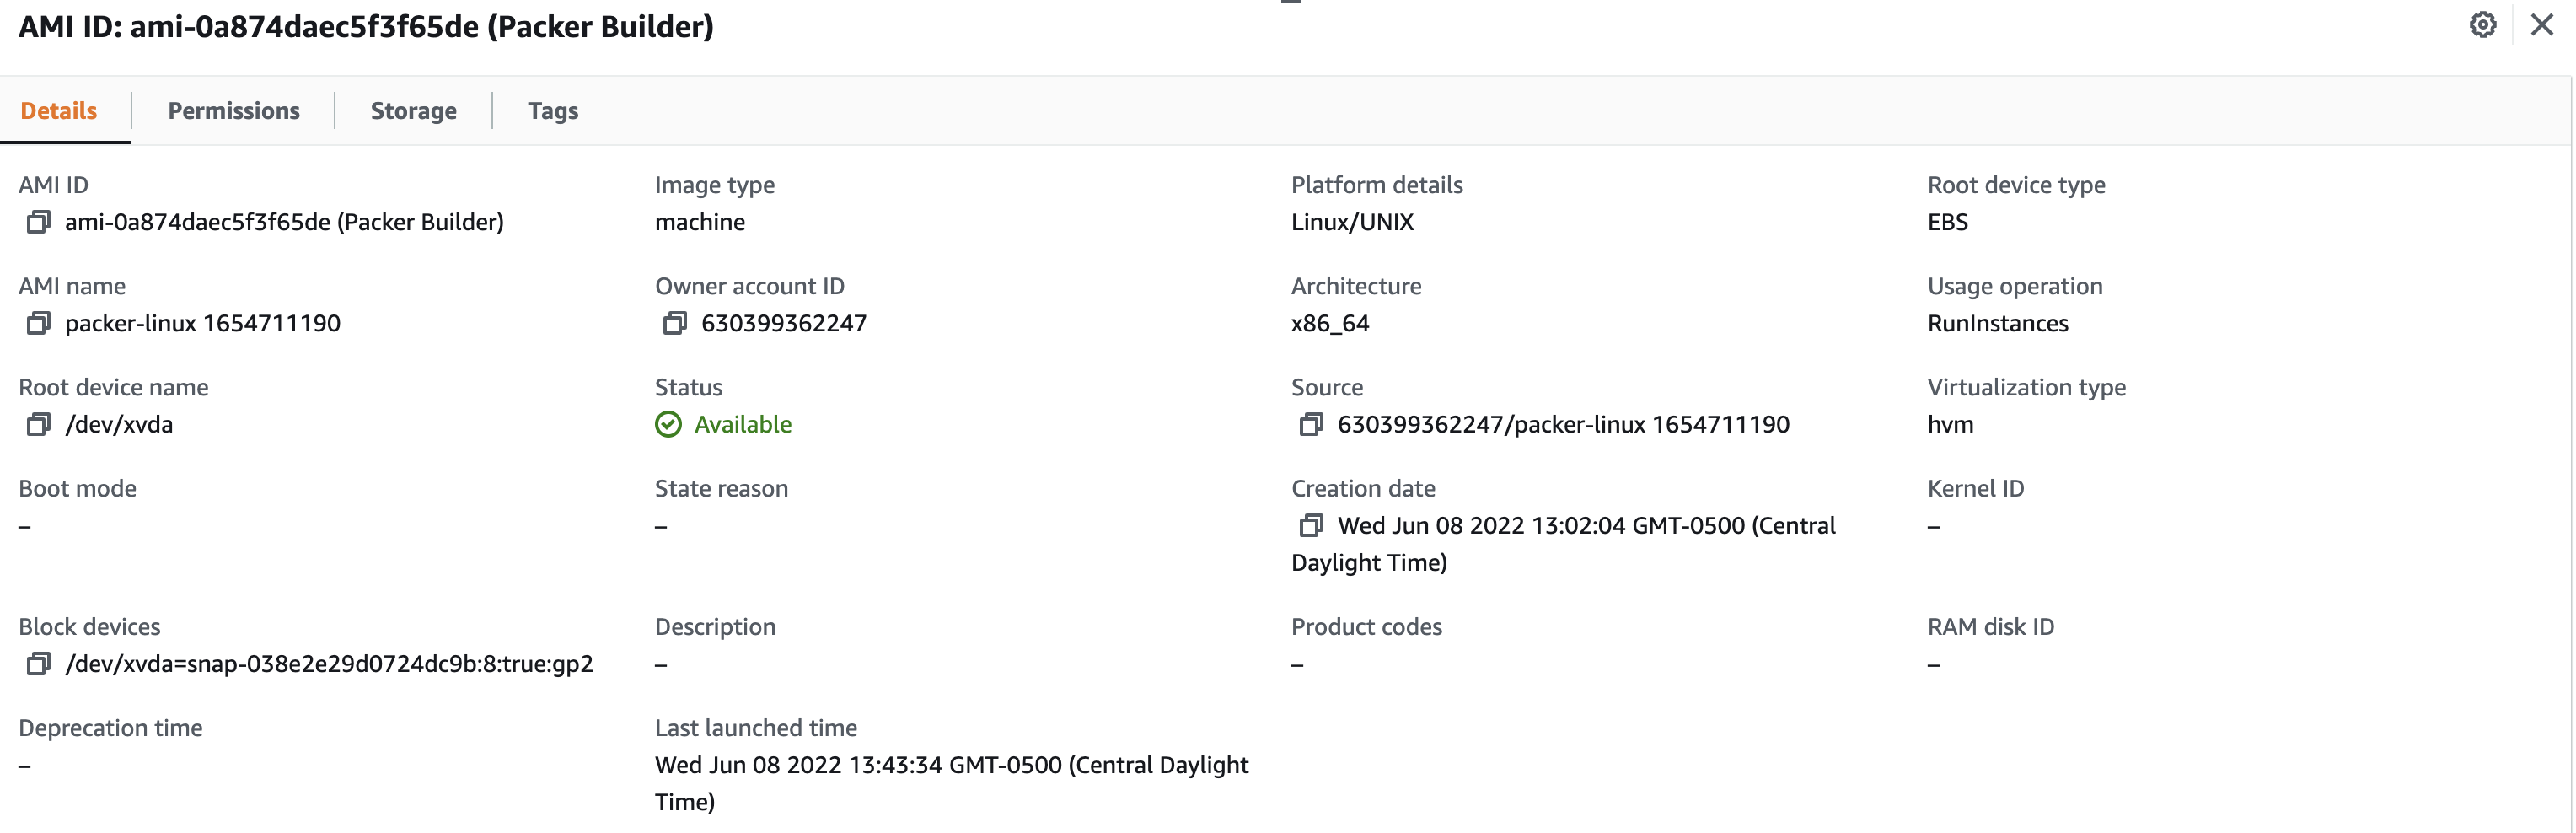 AMI ID: ami-0a874daec5f3f65de (Packer Builder)
Details
Permissions
Storage
Tags
AMI ID
ami-0a874daec5f3f65de (Packer Builder)
Image type
machine
Platform details
Linux/UNIX
Root device type
EBS
AMI name
packer-linux 1654711190
Owner account ID
630399362247
Architecture
x86_64
Usage operation
RunInstances
Root device name
/dev/xvda
Status
Available
Source
630399362247/packer-linux 1654711190
Virtualization type
hvm
Boot mode
–
State reason
–
Creation date
Wed Jun 08 2022 13:02:04 GMT-0500 (Central
Daylight Time)
Kernel ID
–
Block devices
/dev/xvda=snap-038e2e29d0724dc9b:8:true:gp2
Description
–
Product codes
–
RAM disk ID
–
Deprecation time
–
Last launched time
Wed Jun 08 2022 13:43:34 GMT-0500 (Central Daylight
Time)